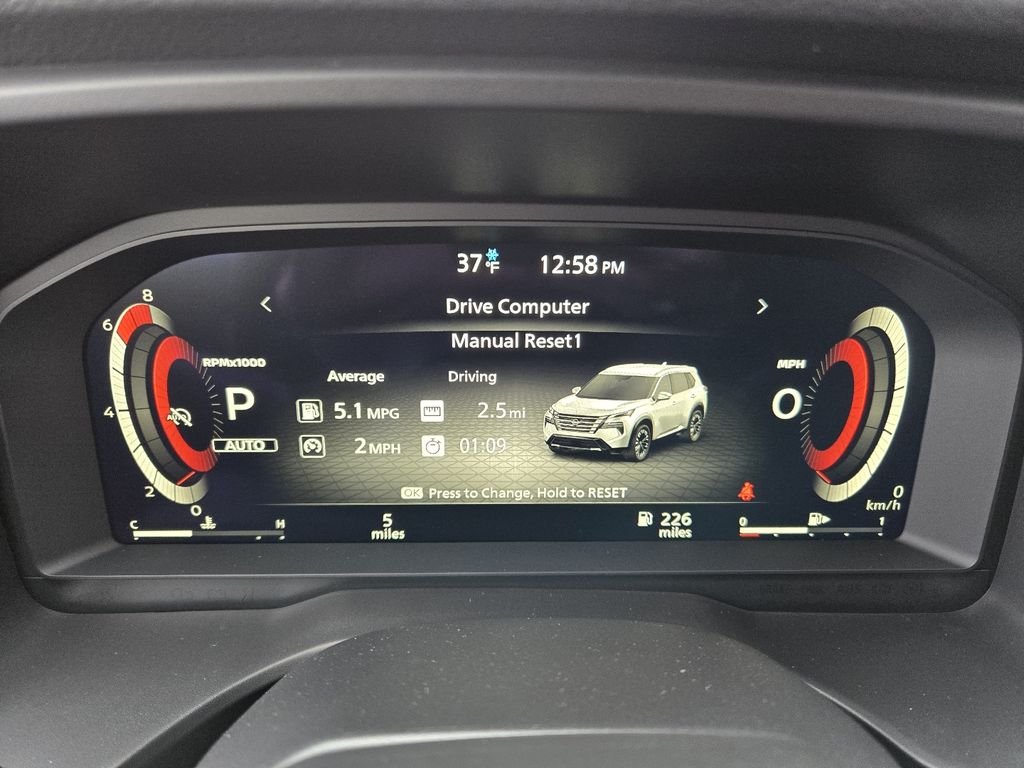 37°F 12:58 PM
Drive Computer
Manual Reset1
Average Driving
5.1 MPG 2.5 mi
2 MPH 01:09
OK Press to Change, Hold to RESET
8
6
4
2
0
RPMx1000
P
AUTO
AUTO
MPH
0
0
km/h
C H
5
miles
226
miles
0 1